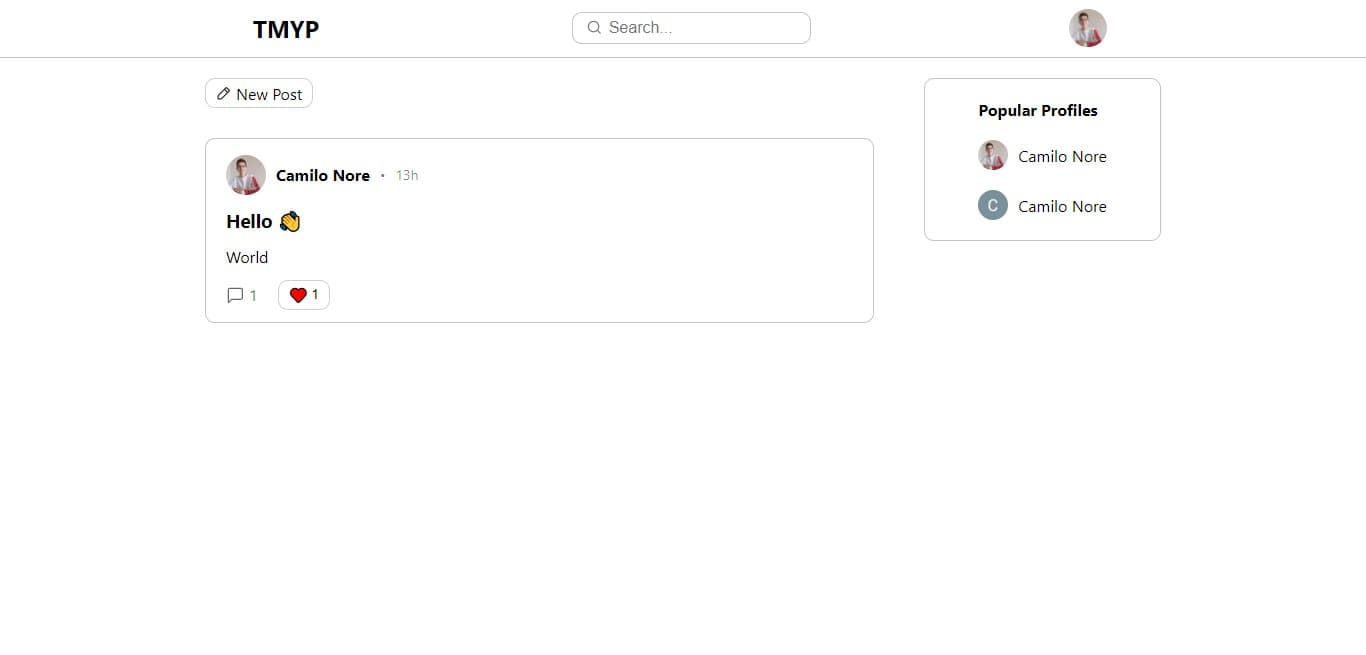 TMYP
Search...
New Post
Camilo Nore · 13h
Hello 👋
World
1
1
Popular Profiles
Camilo Nore
C
Camilo Nore